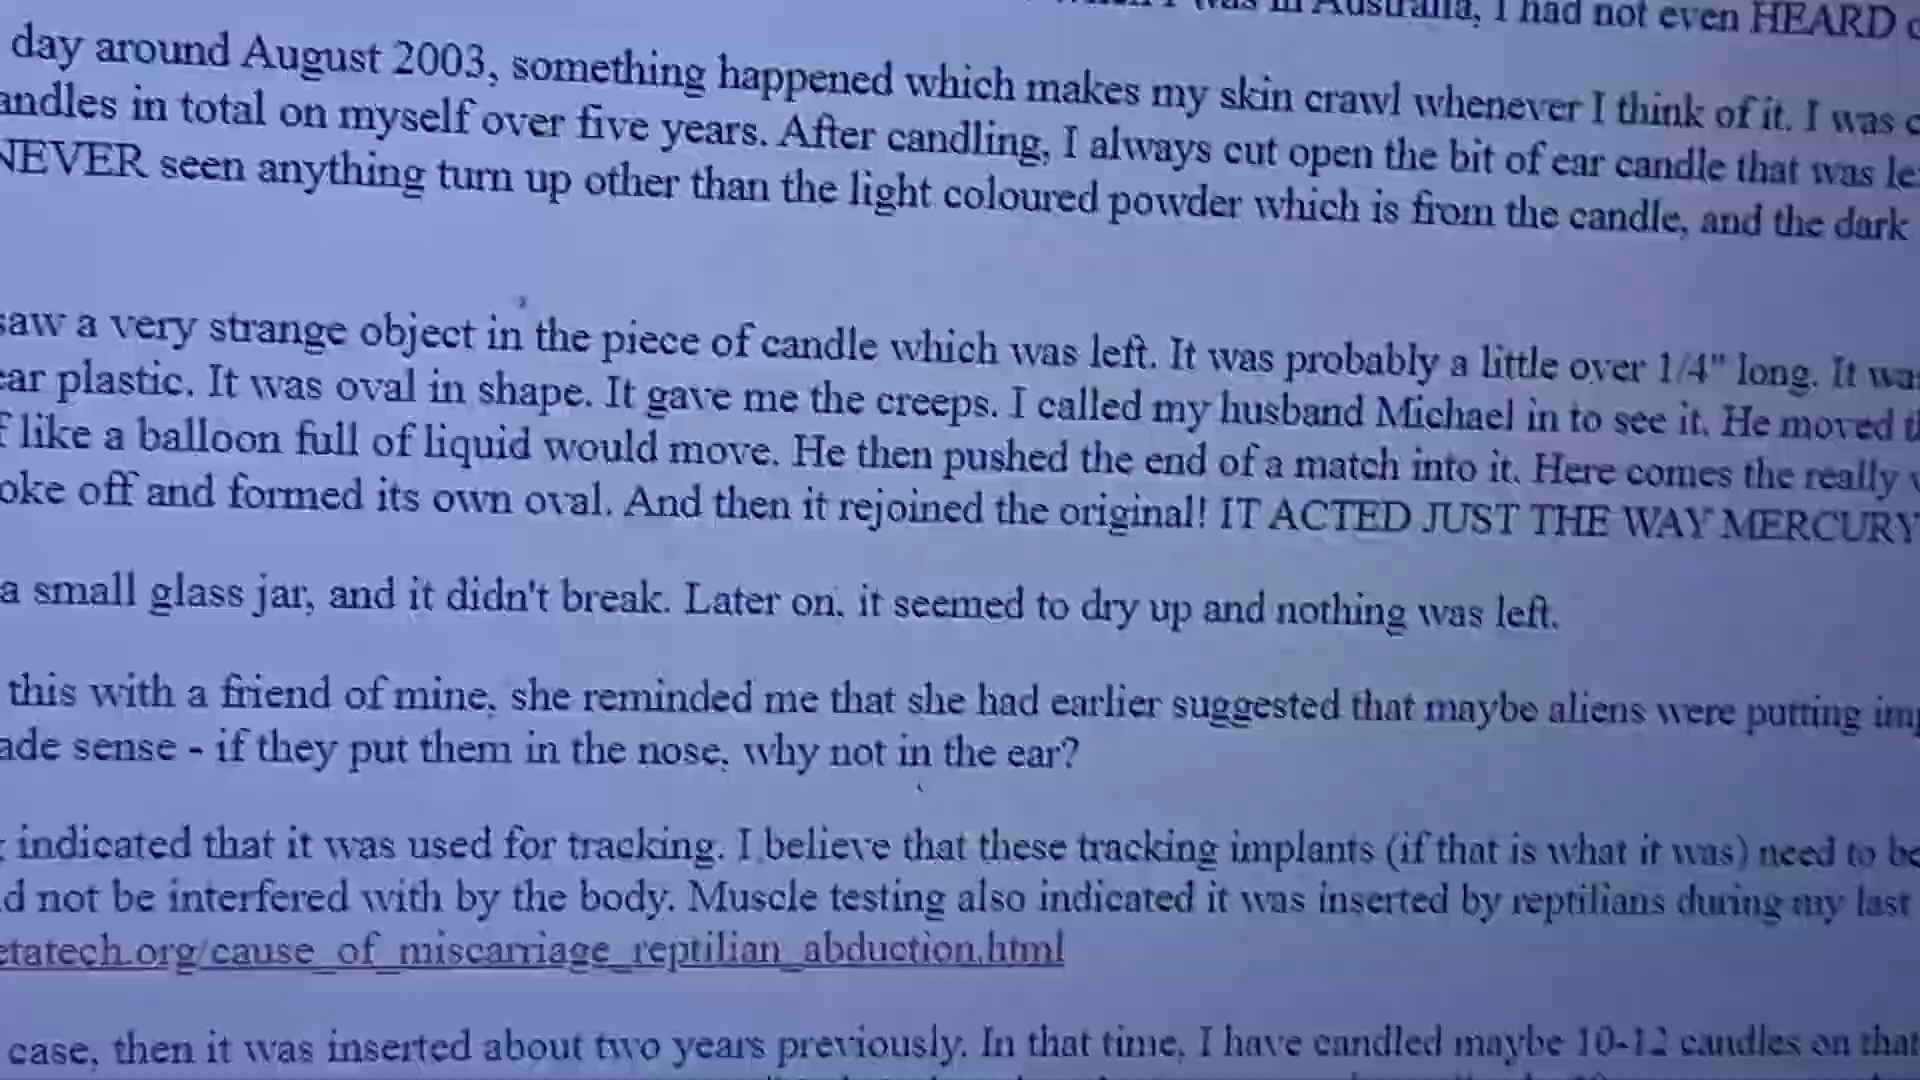 was in Australia, I had not even HEARD
day around August 2003, something happened which makes my skin crawl whenever I think of it. I was
andles in total on myself over five years. After candling, I always cut open the bit of ear candle that was
NEVER seen anything turn up other than the light coloured powder which is from the candle, and the dark
saw a very strange object in the piece of candle which was left. It was probably a little over 1/4" long. It
ear plastic. It was oval in shape. It gave me the creeps. I called my husband Michael in to see it. He moved
f like a balloon full of liquid would move. He then pushed the end of a match into it. Here comes the really
oke off and formed its own oval. And then it rejoined the original! IT ACTED JUST THE WAY MERCURY
a small glass jar, and it didn't break. Later on, it seemed to dry up and nothing was left.
this with a friend of mine, she reminded me that she had earlier suggested that maybe aliens were putting
ade sense - if they put them in the nose, why not in the ear?
indicated that it was used for tracking. I believe that these tracking implants (if that is what it was) need to
d not be interfered with by the body. Muscle testing also indicated it was inserted by reptilians during my last
etatech.org/cause_of_miscarriage_reptilian_abduction.html
case, then it was inserted about two years previously. In that time, I have candled maybe 10-12 candles on that